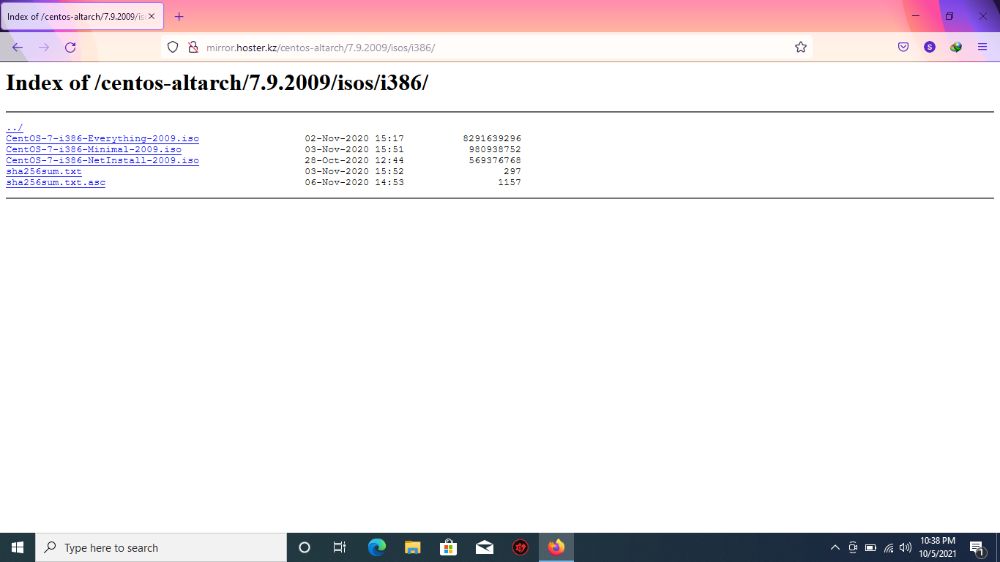 Index of /centos-altarch/7.9.2009/iso
mirror.hoster.kz/centos-altarch/7.9.2009/isos/i386/
S
Index of /centos-altarch/7.9.2009/isos/i386/
../
CentOS-7-i386-Everything-2009.iso 02-Nov-2020 15:17 8291639296
CentOS-7-i386-Minimal-2009.iso 03-Nov-2020 15:51 980938752
CentOS-7-i386-NetInstall-2009.iso 28-Oct-2020 12:44 569376768
sha256sum.txt 03-Nov-2020 15:52 297
sha256sum.txt.asc 06-Nov-2020 14:53 1157
Type here to search
10:38 PM
10/5/2021
1